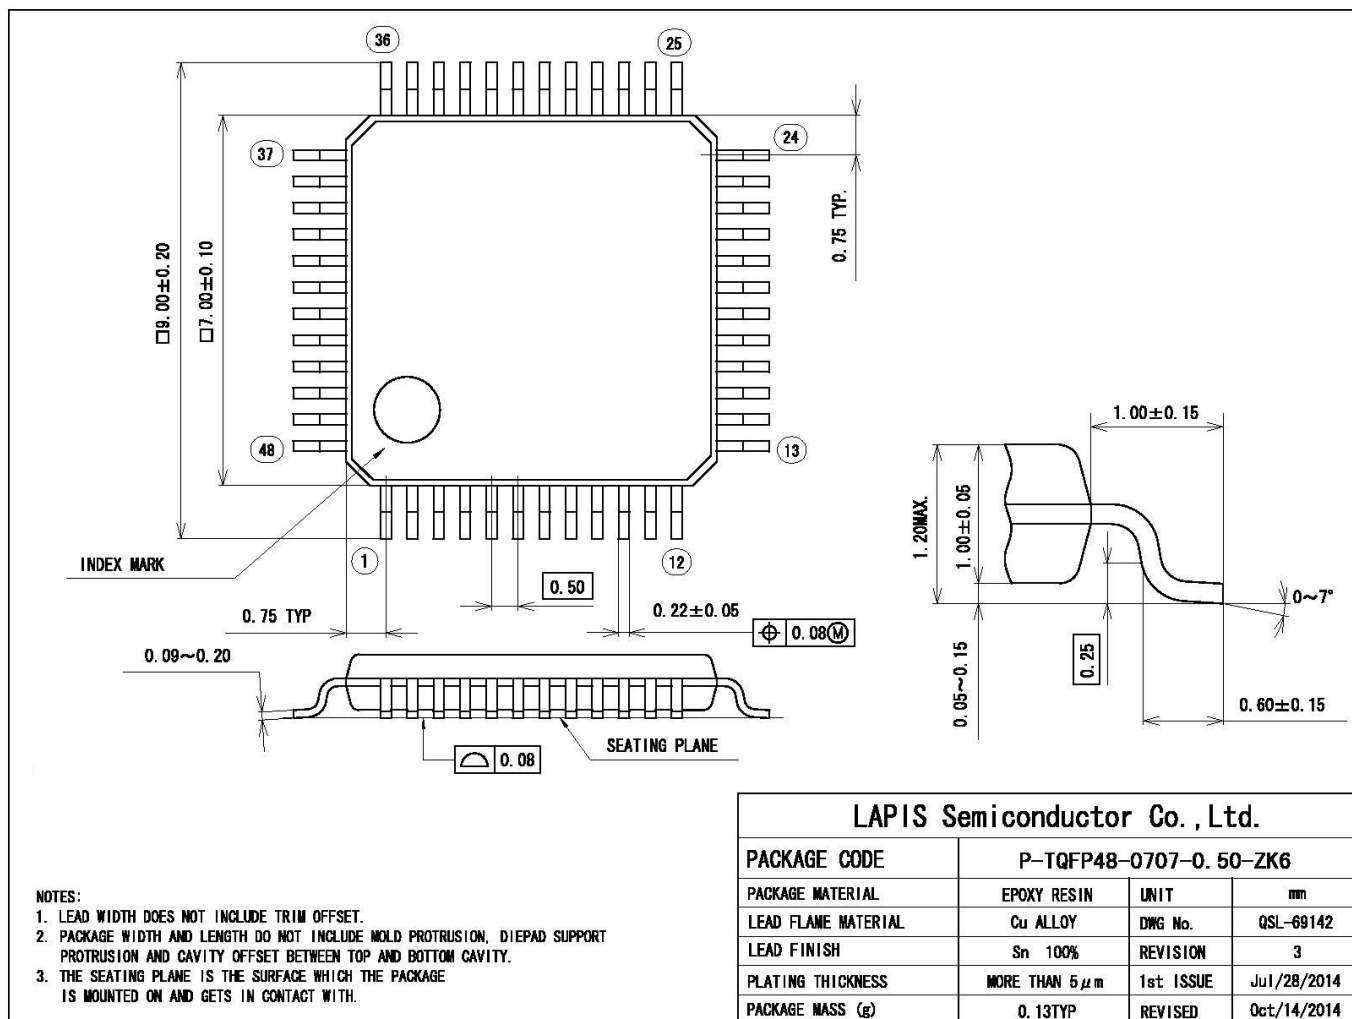 36
25
37
24
0.75 TYP.
□9.00±0.20
□7.00±0.10
48
13
1
12
INDEX MARK
0.50
0.75 TYP
0.22±0.05
⌖ 0.08Ⓜ
0.09~0.20
SEATING PLANE
⌓ 0.08
1.00±0.15
1.20MAX.
1.00±0.05
0~7°
0.05~0.15
0.25
0.60±0.15
NOTES:
1. LEAD WIDTH DOES NOT INCLUDE TRIM OFFSET.
2. PACKAGE WIDTH AND LENGTH DO NOT INCLUDE MOLD PROTRUSION, DIEPAD SUPPORT
PROTRUSION AND CAVITY OFFSET BETWEEN TOP AND BOTTOM CAVITY.
3. THE SEATING PLANE IS THE SURFACE WHICH THE PACKAGE
IS MOUNTED ON AND GETS IN CONTACT WITH.
LAPIS Semiconductor Co.,Ltd.
PACKAGE CODE P-TQFP48-0707-0.50-ZK6
PACKAGE MATERIAL EPOXY RESIN UNIT mm
LEAD FLAME MATERIAL Cu ALLOY DWG No. QSL-69142
LEAD FINISH Sn 100% REVISION 3
PLATING THICKNESS MORE THAN 5μm 1st ISSUE Jul/28/2014
PACKAGE MASS (g) 0.13TYP REVISED Oct/14/2014